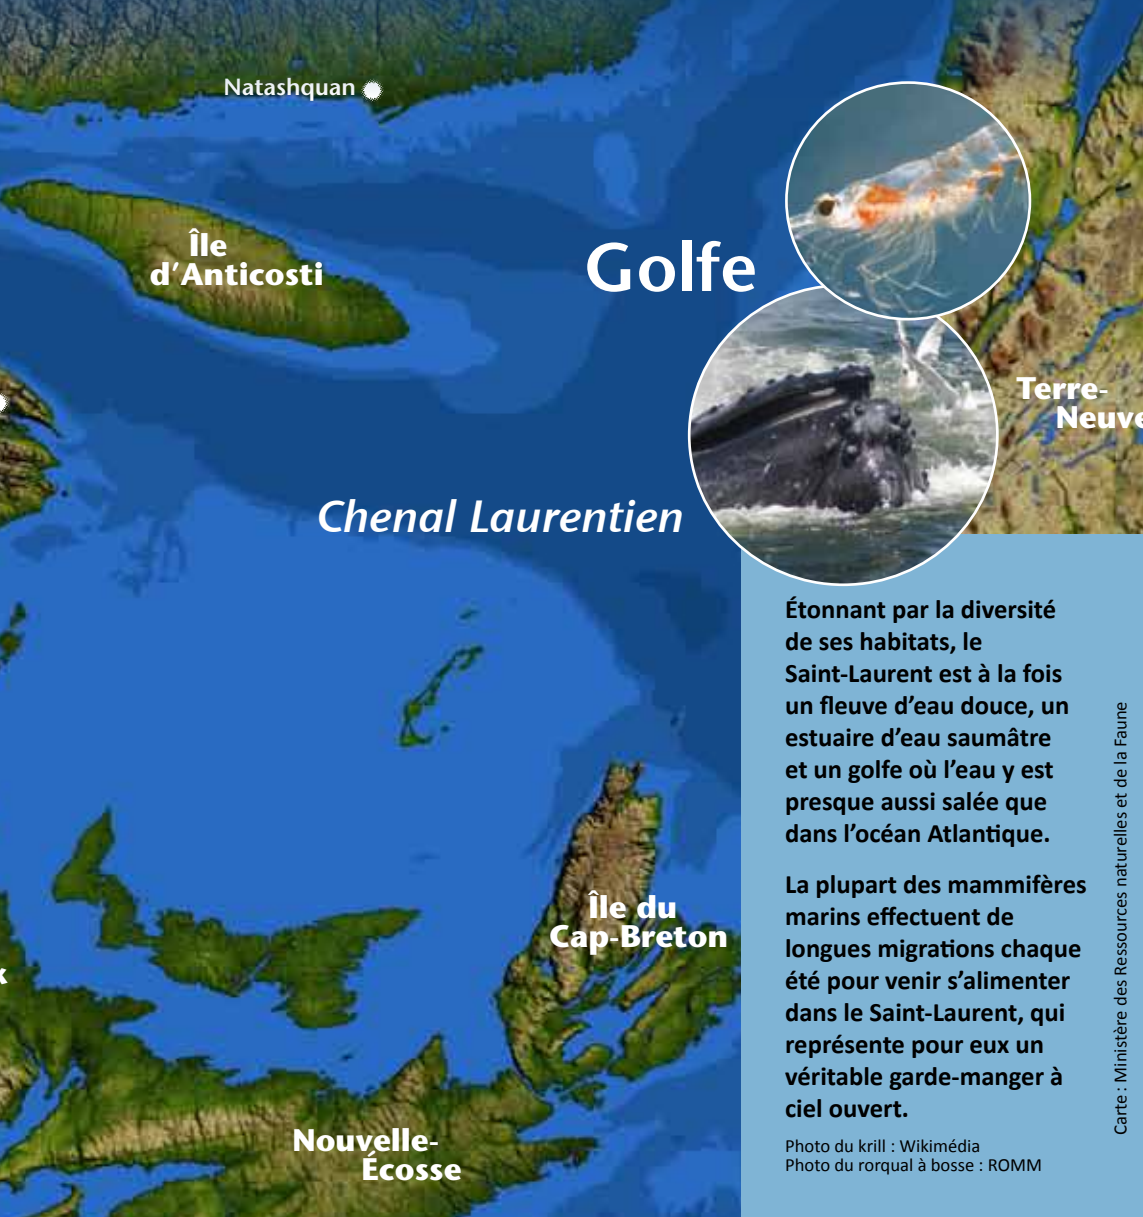 Natashquan
Île
d'Anticosti
Golfe
Terre-
Neuve
Chenal Laurentien
Étonnant par la diversité
de ses habitats, le
Saint-Laurent est à la fois
un fleuve d'eau douce, un
estuaire d'eau saumâtre
et un golfe où l'eau y est
presque aussi salée que
dans l'océan Atlantique.
La plupart des mammifères
marins effectuent de
longues migrations chaque
été pour venir s'alimenter
dans le Saint-Laurent, qui
représente pour eux un
véritable garde-manger à
ciel ouvert.
Photo du krill : Wikimédia
Photo du rorqual à bosse : ROMM
Carte : Ministère des Ressources naturelles et de la Faune
Île du
Cap-Breton
Nouvelle-
Écosse